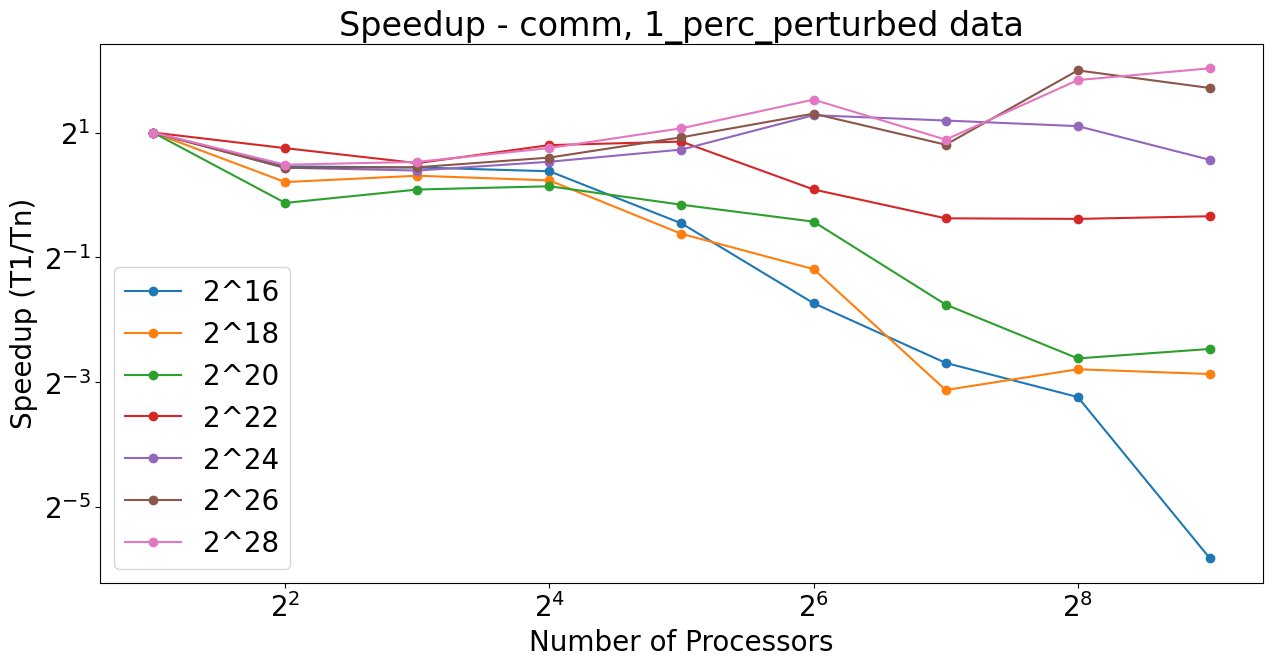 Speedup - comm, 1_perc_perturbed data
Speedup (T1/Tn)
2^1
2^-1
2^-3
2^-5
2^16
2^18
2^20
2^22
2^24
2^26
2^28
2^2 2^4 2^6 2^8
Number of Processors